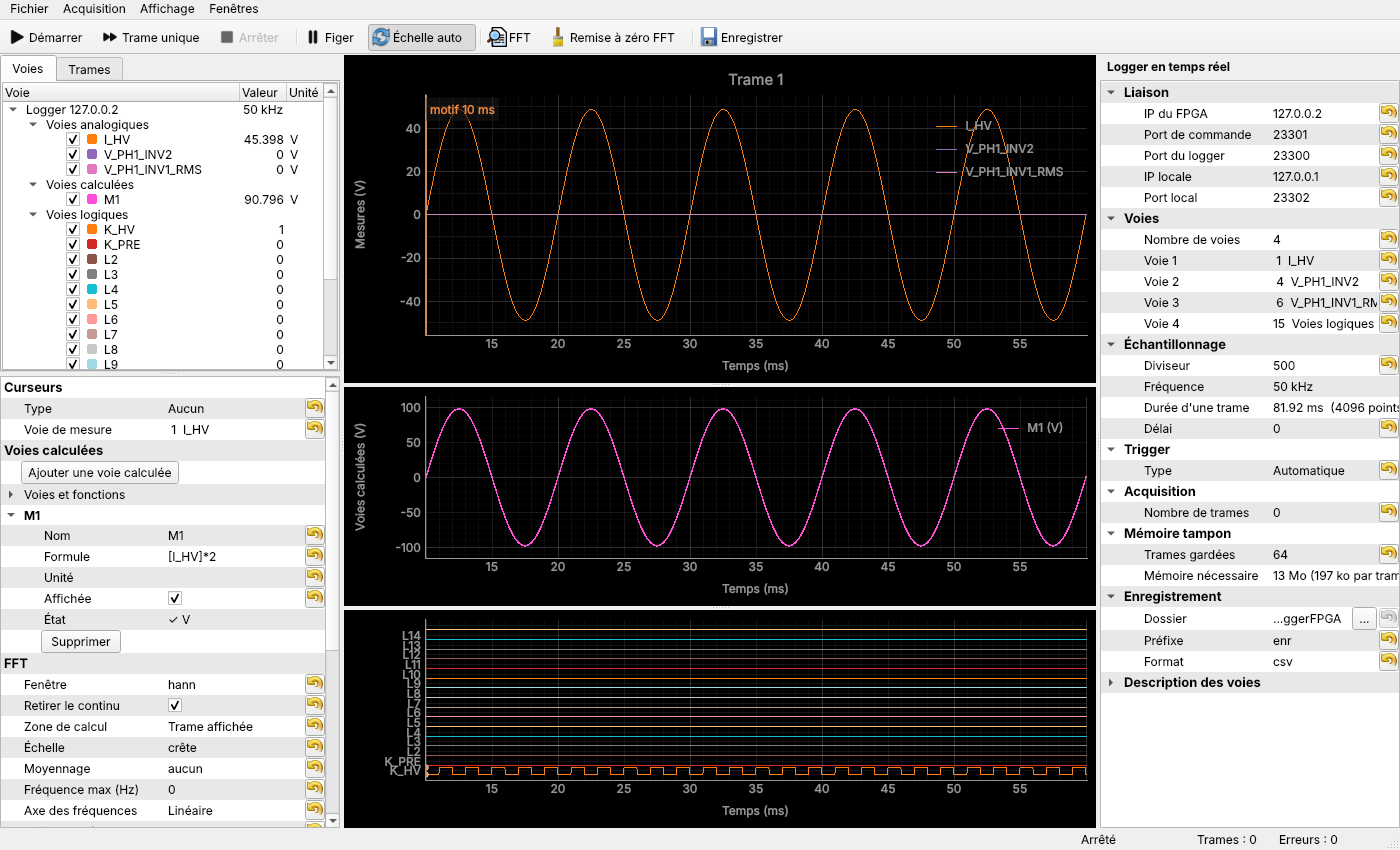 Fichier Acquisition Affichage Fenêtres
Démarrer Trame unique Arrêter Figer Échelle auto FFT Remise à zéro FFT Enregistrer
Voies Trames
Voie Valeur Unité
Logger 127.0.0.2 50 kHz
Voies analogiques
I_HV 45.398 V
V_PH1_INV2 0 V
V_PH1_INV1_RMS 0 V
Voies calculées
M1 90.796 V
Voies logiques
K_HV 1
K_PRE 0
L2 0
L3 0
L4 0
L5 0
L6 0
L7 0
L8 0
L9 0
Curseurs
Type Aucun
Voie de mesure 1 I_HV
Voies calculées
Ajouter une voie calculée
Voies et fonctions
M1
Nom M1
Formule [I_HV]*2
Unité
Affichée
État ✓ V
Supprimer
FFT
Fenêtre hann
Retirer le continu
Zone de calcul Trame affichée
Échelle crête
Moyennage aucun
Fréquence max (Hz) 0
Axe des fréquences Linéaire
Trame 1
motif 10 ms
I_HV
V_PH1_INV2
V_PH1_INV1_RMS
Mesures (V)
40
20
0
−20
−40
15 20 25 30 35 40 45 50 55
Temps (ms)
M1 (V)
Voies calculées (V)
100
50
0
−50
−100
15 20 25 30 35 40 45 50 55
Temps (ms)
L14
L13
L12
L11
L10
L9
L8
L7
L6
L5
L4
L3
L2
K_PRE
K_HV
15 20 25 30 35 40 45 50 55
Temps (ms)
Logger en temps réel
Liaison
IP du FPGA 127.0.0.2
Port de commande 23301
Port du logger 23300
IP locale 127.0.0.1
Port local 23302
Voies
Nombre de voies 4
Voie 1 1 I_HV
Voie 2 4 V_PH1_INV2
Voie 3 6 V_PH1_INV1_RM
Voie 4 15 Voies logiques
Échantillonnage
Diviseur 500
Fréquence 50 kHz
Durée d'une trame 81.92 ms (4096 points
Délai 0
Trigger
Type Automatique
Acquisition
Nombre de trames 0
Mémoire tampon
Trames gardées 64
Mémoire nécessaire 13 Mo (197 ko par tram
Enregistrement
Dossier ...ggerFPGA ...
Préfixe enr
Format csv
Description des voies
Arrêté Trames : 0 Erreurs : 0